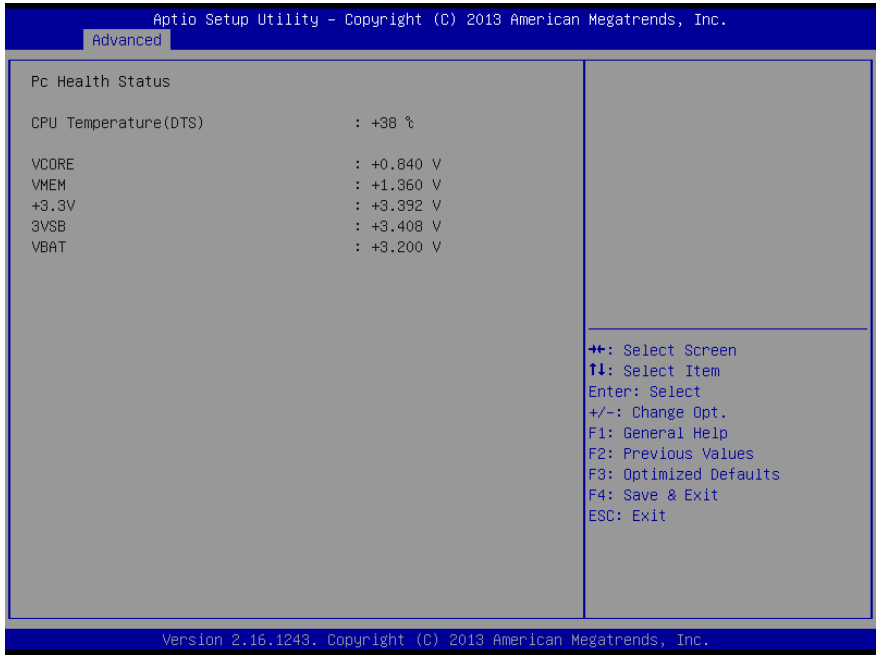 Aptio Setup Utility – Copyright (C) 2013 American Megatrends, Inc.
Advanced
Pc Health Status
CPU Temperature(DTS) : +38 ℃
VCORE : +0.840 V
VMEM : +1.360 V
+3.3V : +3.392 V
3VSB : +3.408 V
VBAT : +3.200 V
→←: Select Screen
↑↓: Select Item
Enter: Select
+/-: Change Opt.
F1: General Help
F2: Previous Values
F3: Optimized Defaults
F4: Save & Exit
ESC: Exit
Version 2.16.1243. Copyright (C) 2013 American Megatrends, Inc.